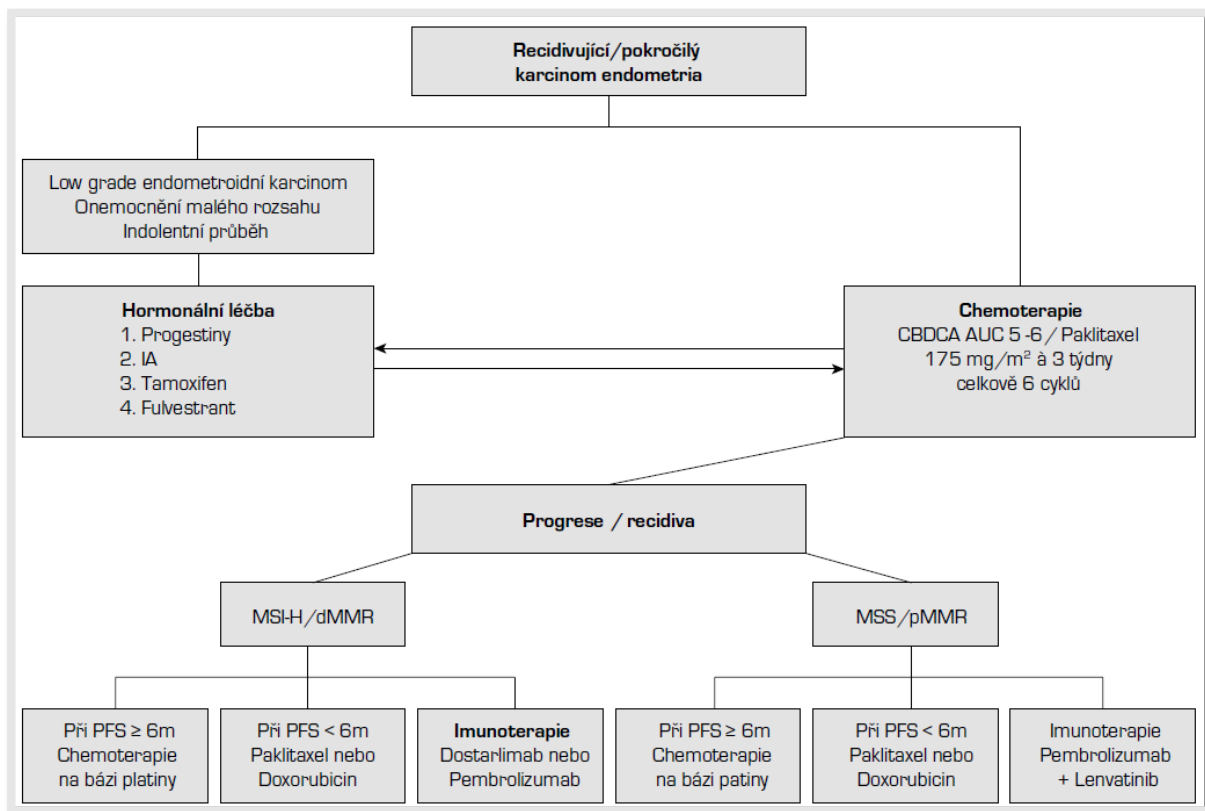 Recidivující/pokročilý
karcinom endometria
Low grade endometroidní karcinom
Onemocnění malého rozsahu
Indolentní průběh
Hormonální léčba
1. Progestiny
2. IA
3. Tamoxifen
4. Fulvestrant
Chemoterapie
CBDCA AUC 5 -6 / Paklitaxel
175 mg/m² à 3 týdny
celkově 6 cyklů
Progrese / recidiva
MSI-H/dMMR
MSS/pMMR
Při PFS ≥ 6m
Chemoterapie
na bázi platiny
Při PFS < 6m
Paklitaxel nebo
Doxorubicin
Imunoterapie
Dostarlimab nebo
Pembrolizumab
Při PFS ≥ 6m
Chemoterapie
na bázi patiny
Při PFS < 6m
Paklitaxel nebo
Doxorubicin
Imunoterapie
Pembrolizumab
+ Lenvatinib